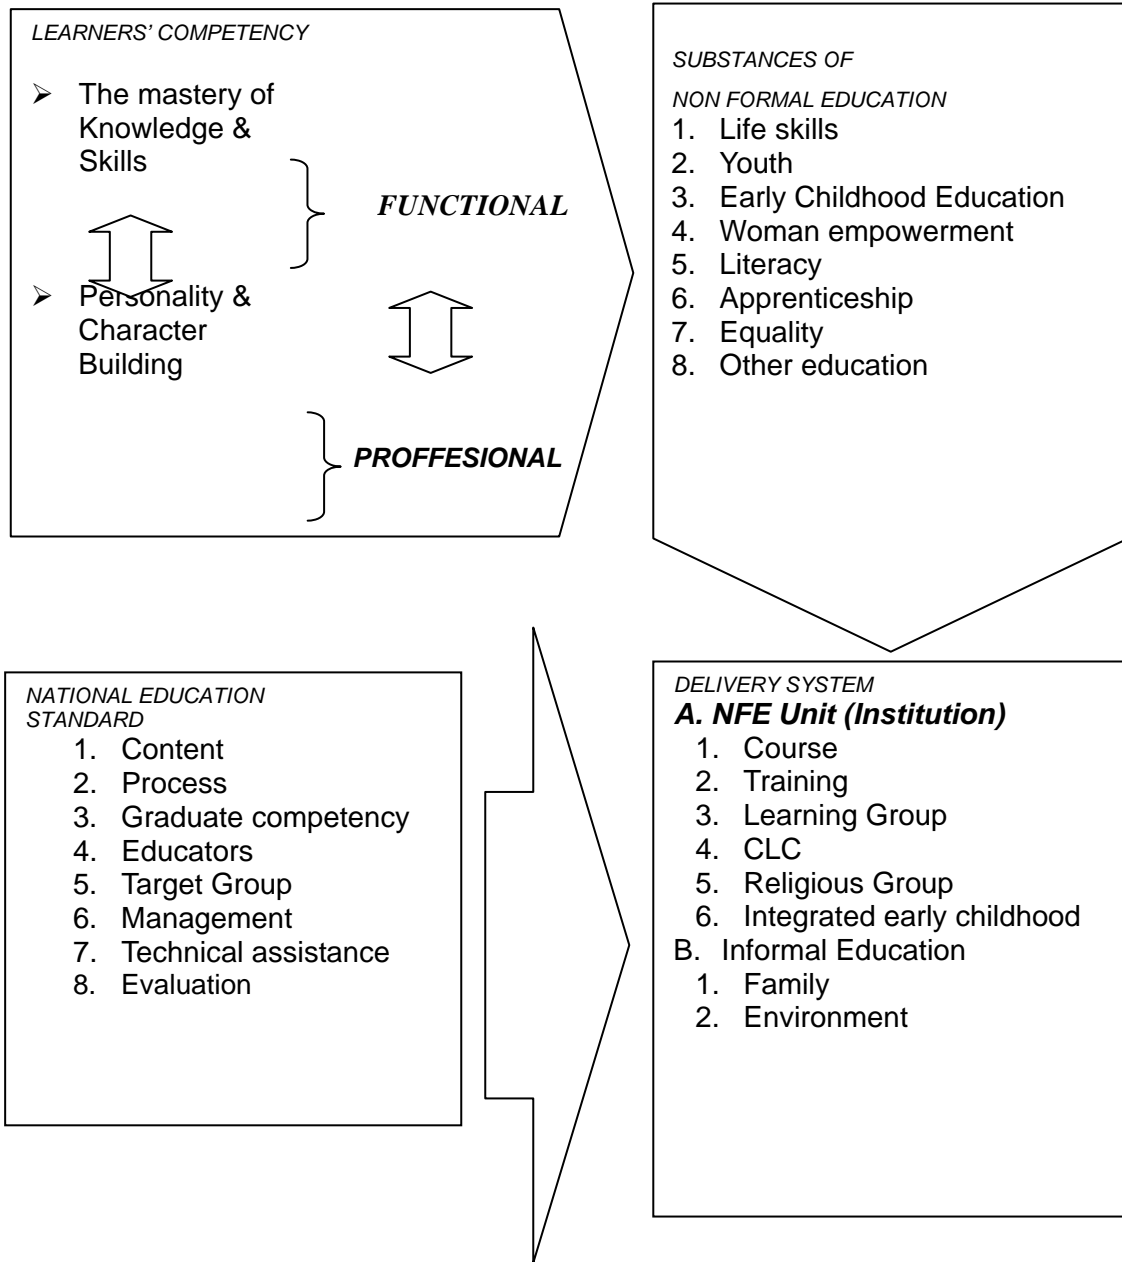 LEARNERS' COMPETENCY
➢ The mastery of
Knowledge &
Skills
FUNCTIONAL
➢ Personality &
Character
Building
PROFFESIONAL
SUBSTANCES OF
NON FORMAL EDUCATION
1. Life skills
2. Youth
3. Early Childhood Education
4. Woman empowerment
5. Literacy
6. Apprenticeship
7. Equality
8. Other education
NATIONAL EDUCATION
STANDARD
1. Content
2. Process
3. Graduate competency
4. Educators
5. Target Group
6. Management
7. Technical assistance
8. Evaluation
DELIVERY SYSTEM
A. NFE Unit (Institution)
1. Course
2. Training
3. Learning Group
4. CLC
5. Religious Group
6. Integrated early childhood
B. Informal Education
1. Family
2. Environment